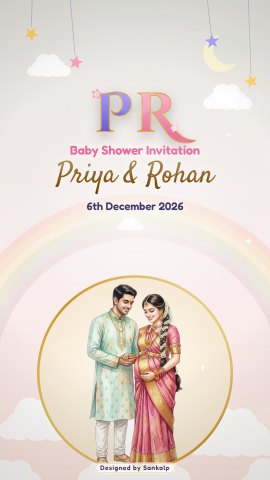 PR
Baby Shower Invitation
Priya & Rohan
6th December 2026
Designed by Sankalp